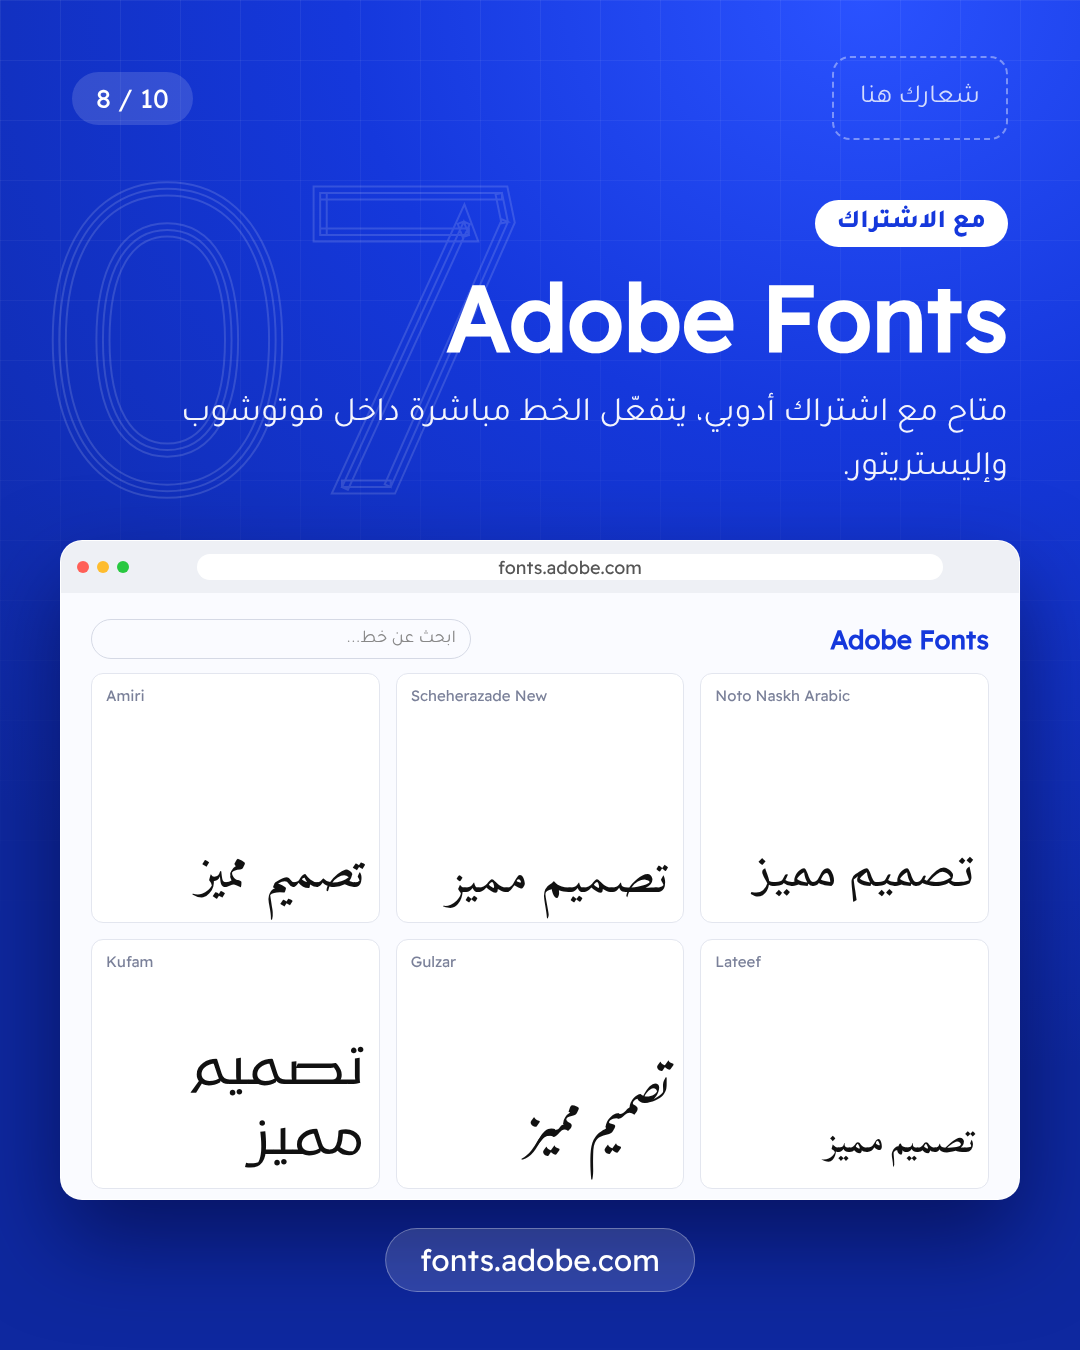 شعارك هنا
8 / 10
07
مع الاشتراك
Adobe Fonts
متاح مع اشتراك أدوبي، يتفعّل الخط مباشرة داخل فوتوشوب
وإليستريتور.
fonts.adobe.com
Adobe Fonts
ابحث عن خط...
Noto Naskh Arabic
تصميم مميز
Scheherazade New
تصميم مميز
Amiri
تصميم مميز
Lateef
تصميم مميز
Gulzar
تصميم مميز
Kufam
تصميم
مميز
fonts.adobe.com